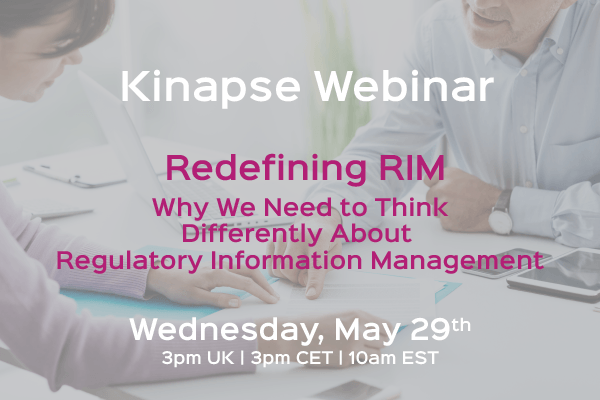 Kinapse Webinar
Redefining RIM
Why We Need to Think
Differently About
Regulatory Information Management
Wednesday, May 29th
3pm UK | 3pm CET | 10am EST